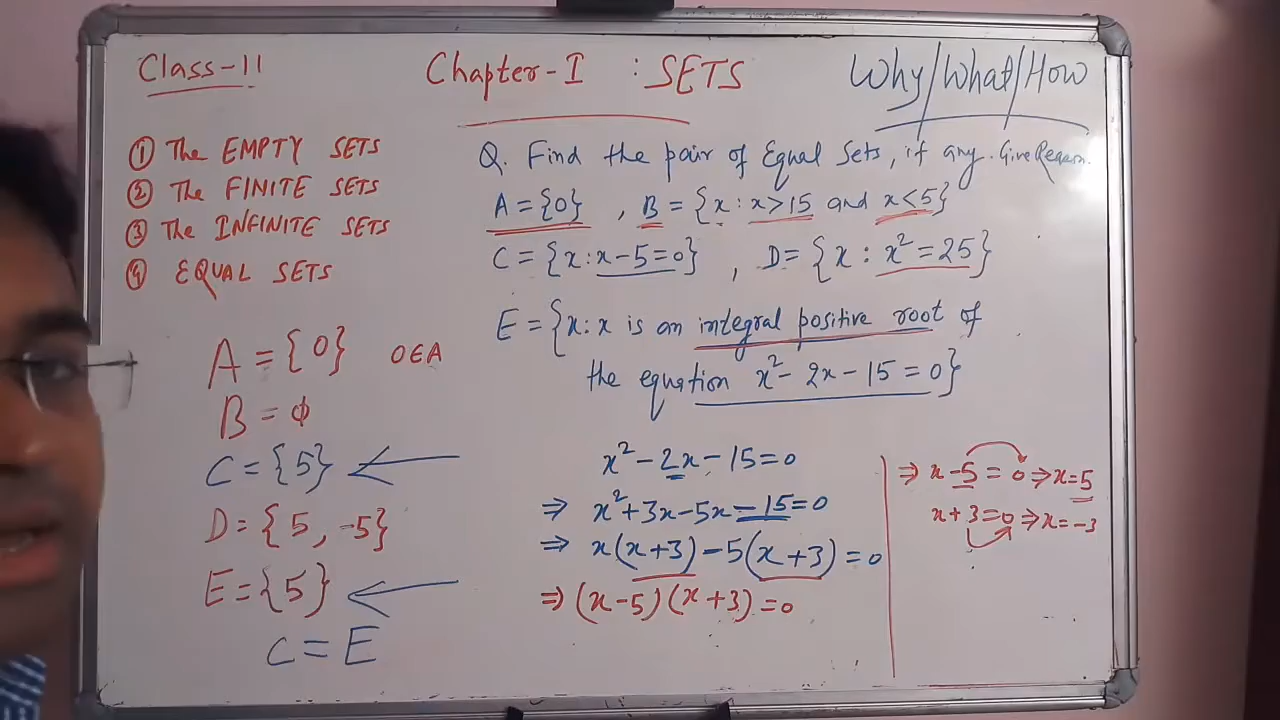 Class-11
Chapter-I : SETS
Why/What/How
① The EMPTY SETS
② The FINITE SETS
③ The INFINITE SETS
④ EQUAL SETS
Q. Find the pair of Equal Sets, if any. Give Reason.
A = {0} , B = {x : x>15 and x<5}
C = {x : x-5=0} , D = {x : x² = 25}
E = {x : x is an integral positive root of
the equation x² - 2x - 15 = 0}
A = {0} 0∈A
B = ϕ
C = {5} ←
D = {5, -5}
E = {5} ←
C = E
x² - 2x - 15 = 0
⇒ x² + 3x - 5x - 15 = 0
⇒ x(x+3) - 5(x+3) = 0
⇒ (x-5)(x+3) = 0
⇒ x-5 = 0 ⇒ x=5
x+3 = 0 ⇒ x=-3